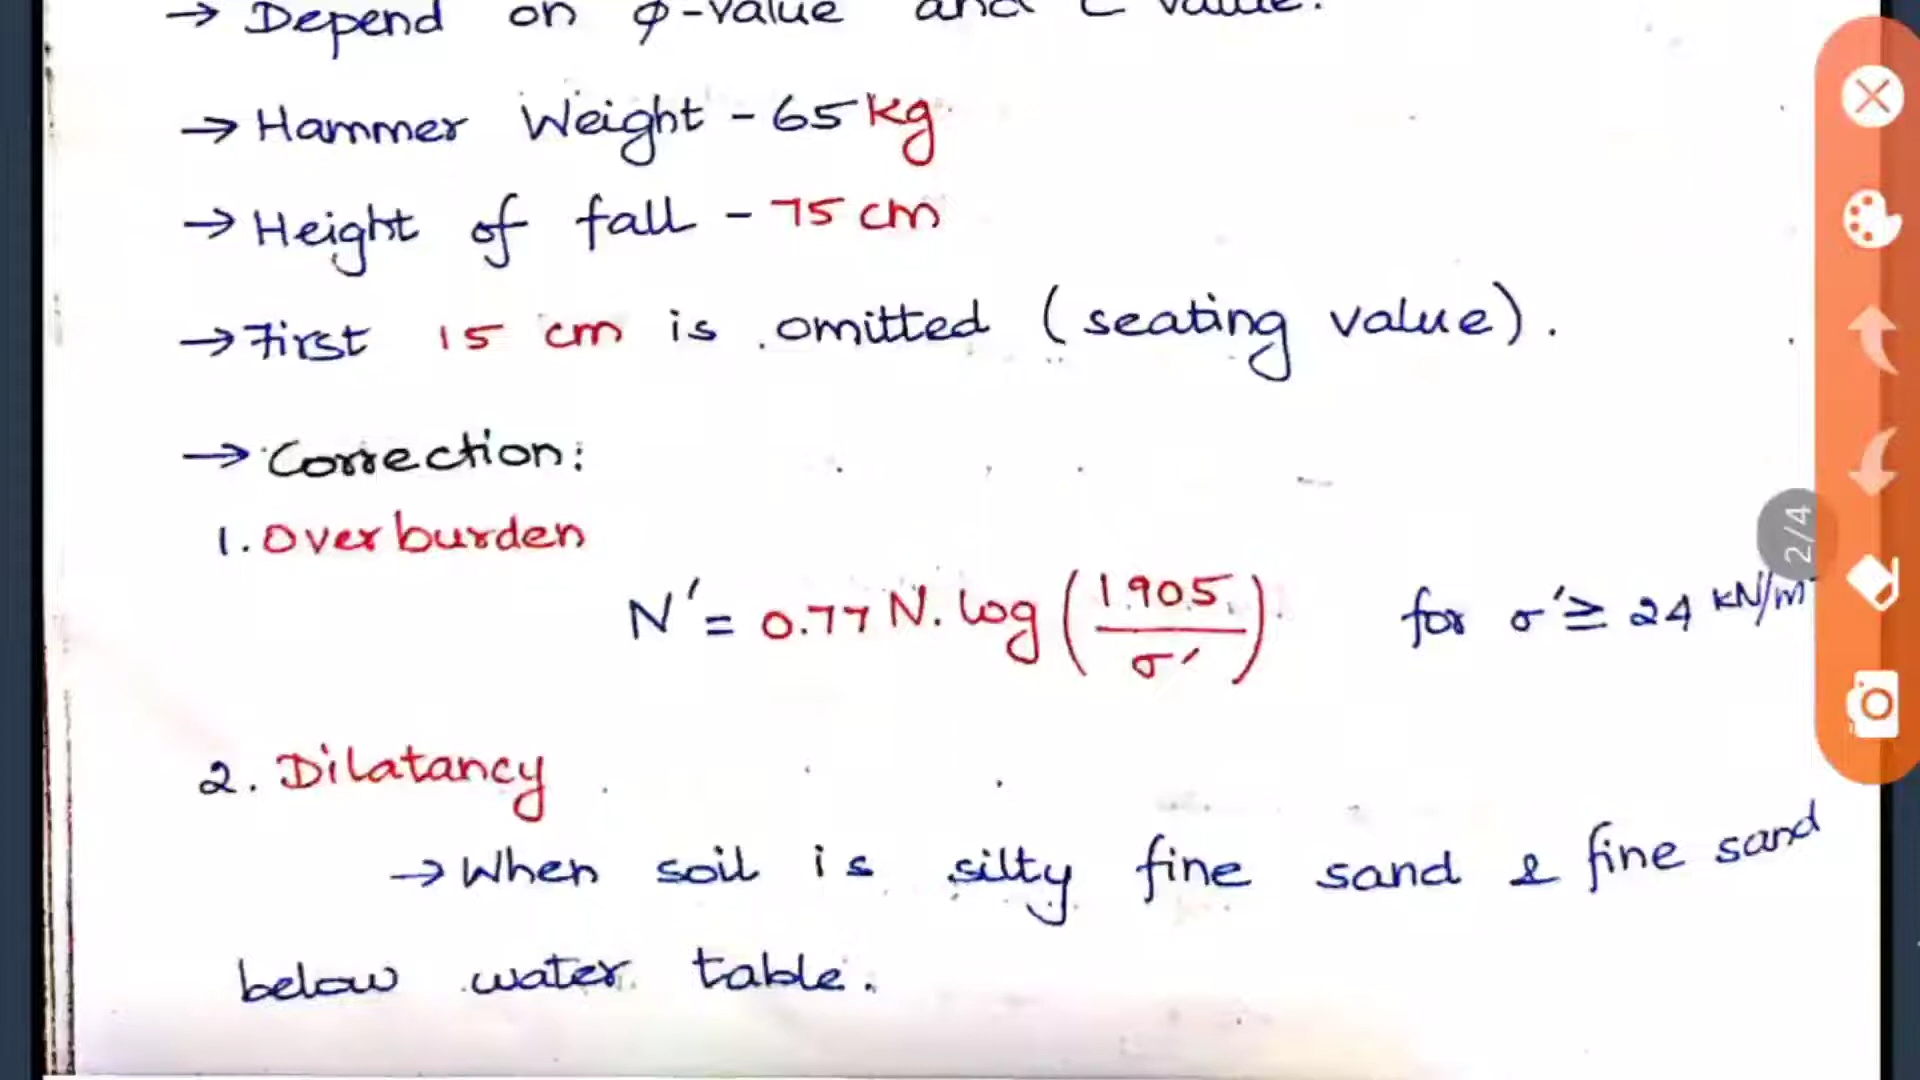 → Depend on φ-value and C value.
→ Hammer Weight - 65 kg
→ Height of fall - 75 cm
→ First 15 cm is omitted (seating value).
→ Correction:
1. Over burden
N' = 0.77 N. log (1905/σ') for σ' ≥ 24 kN/m
2/4
2. Dilatancy
→ When soil is silty fine sand & fine sand
below water table.